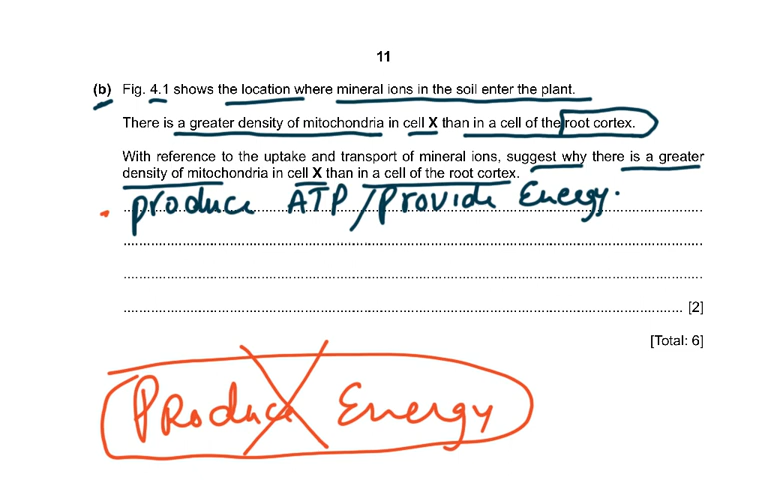 11
(b) Fig. 4.1 shows the location where mineral ions in the soil enter the plant.
There is a greater density of mitochondria in cell X than in a cell of the root cortex.
With reference to the uptake and transport of mineral ions, suggest why there is a greater
density of mitochondria in cell X than in a cell of the root cortex.
produce ATP / Provide Energy.
[2]
[Total: 6]
Produce Energy